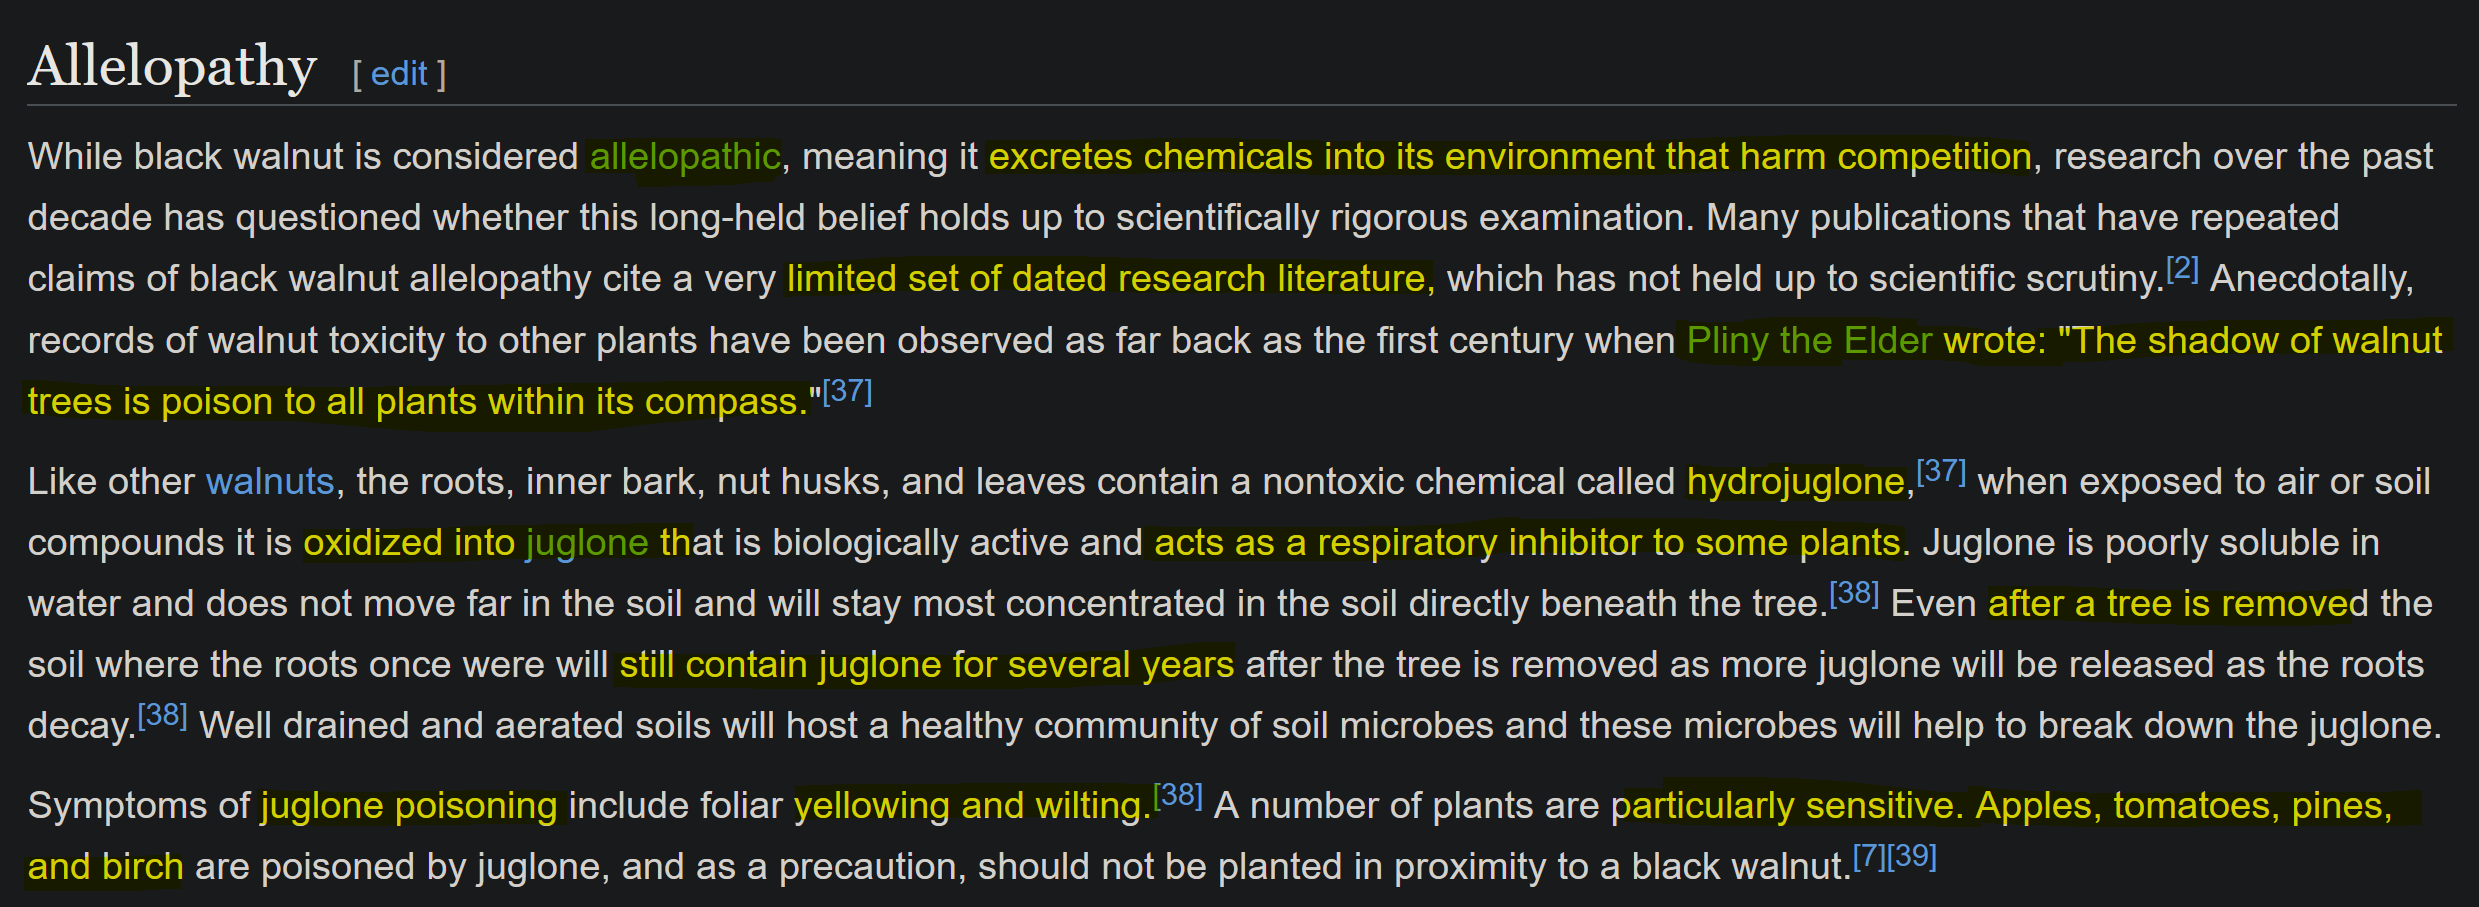 Allelopathy [ edit ]
While black walnut is considered allelopathic, meaning it excretes chemicals into its environment that harm competition, research over the past
decade has questioned whether this long-held belief holds up to scientifically rigorous examination. Many publications that have repeated
claims of black walnut allelopathy cite a very limited set of dated research literature, which has not held up to scientific scrutiny.[2] Anecdotally,
records of walnut toxicity to other plants have been observed as far back as the first century when Pliny the Elder wrote: "The shadow of walnut
trees is poison to all plants within its compass."[37]
Like other walnuts, the roots, inner bark, nut husks, and leaves contain a nontoxic chemical called hydrojuglone,[37] when exposed to air or soil
compounds it is oxidized into juglone that is biologically active and acts as a respiratory inhibitor to some plants. Juglone is poorly soluble in
water and does not move far in the soil and will stay most concentrated in the soil directly beneath the tree.[38] Even after a tree is removed the
soil where the roots once were will still contain juglone for several years after the tree is removed as more juglone will be released as the roots
decay.[38] Well drained and aerated soils will host a healthy community of soil microbes and these microbes will help to break down the juglone.
Symptoms of juglone poisoning include foliar yellowing and wilting.[38] A number of plants are particularly sensitive. Apples, tomatoes, pines,
and birch are poisoned by juglone, and as a precaution, should not be planted in proximity to a black walnut.[7][39]